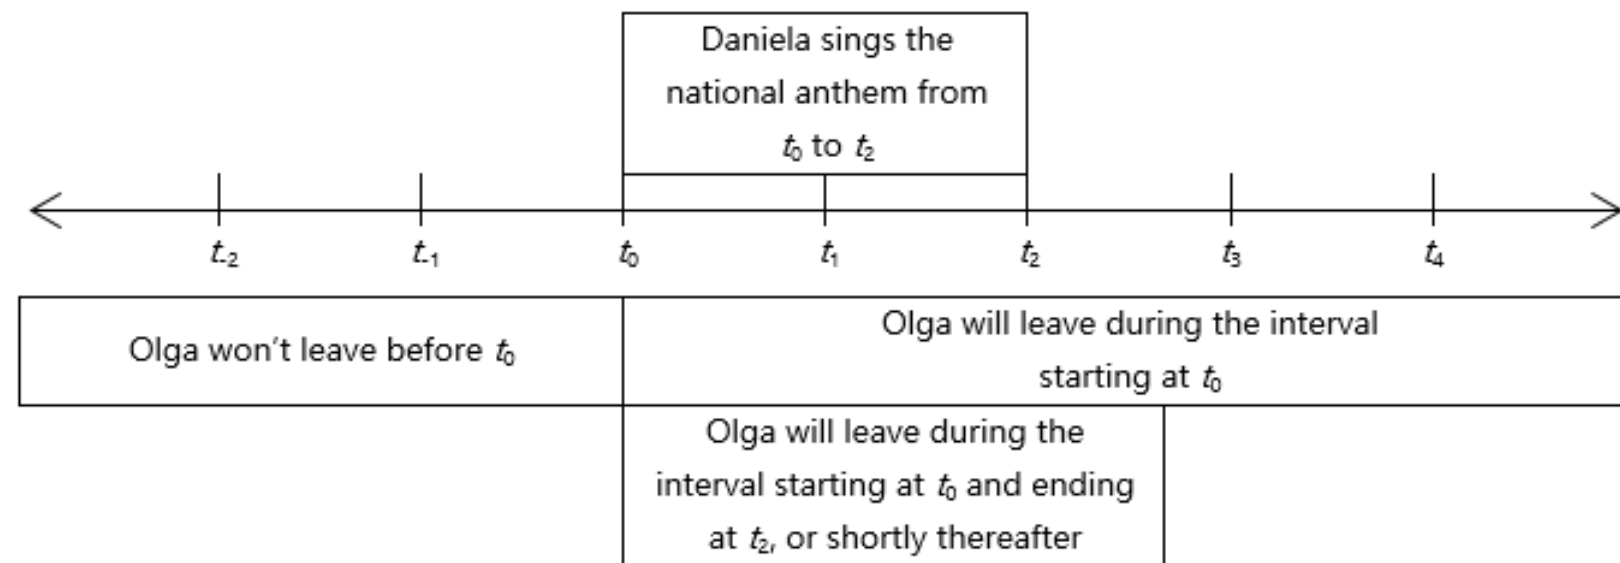 Daniela sings the
national anthem from
t₀ to t₂
t₋₂ t₋₁ t₀ t₁ t₂ t₃ t₄
Olga won’t leave before t₀
Olga will leave during the interval
starting at t₀
Olga will leave during the
interval starting at t₀ and ending
at t₂, or shortly thereafter